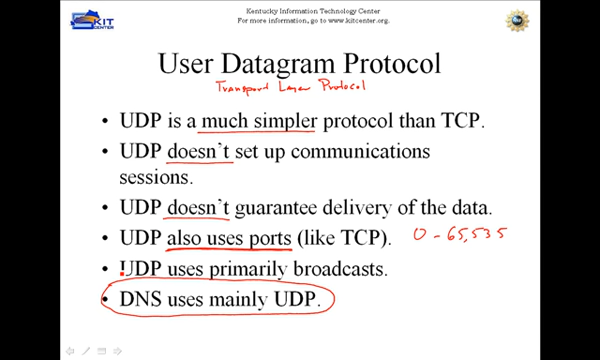 Kentucky Information Technology Center
For more information, go to www.kitcenter.org.
KIT
CENTER
User Datagram Protocol
Transport Layer Protocol
• UDP is a much simpler protocol than TCP.
• UDP doesn't set up communications
sessions.
• UDP doesn't guarantee delivery of the data.
• UDP also uses ports (like TCP). 0 - 65,535
• UDP uses primarily broadcasts.
• DNS uses mainly UDP.